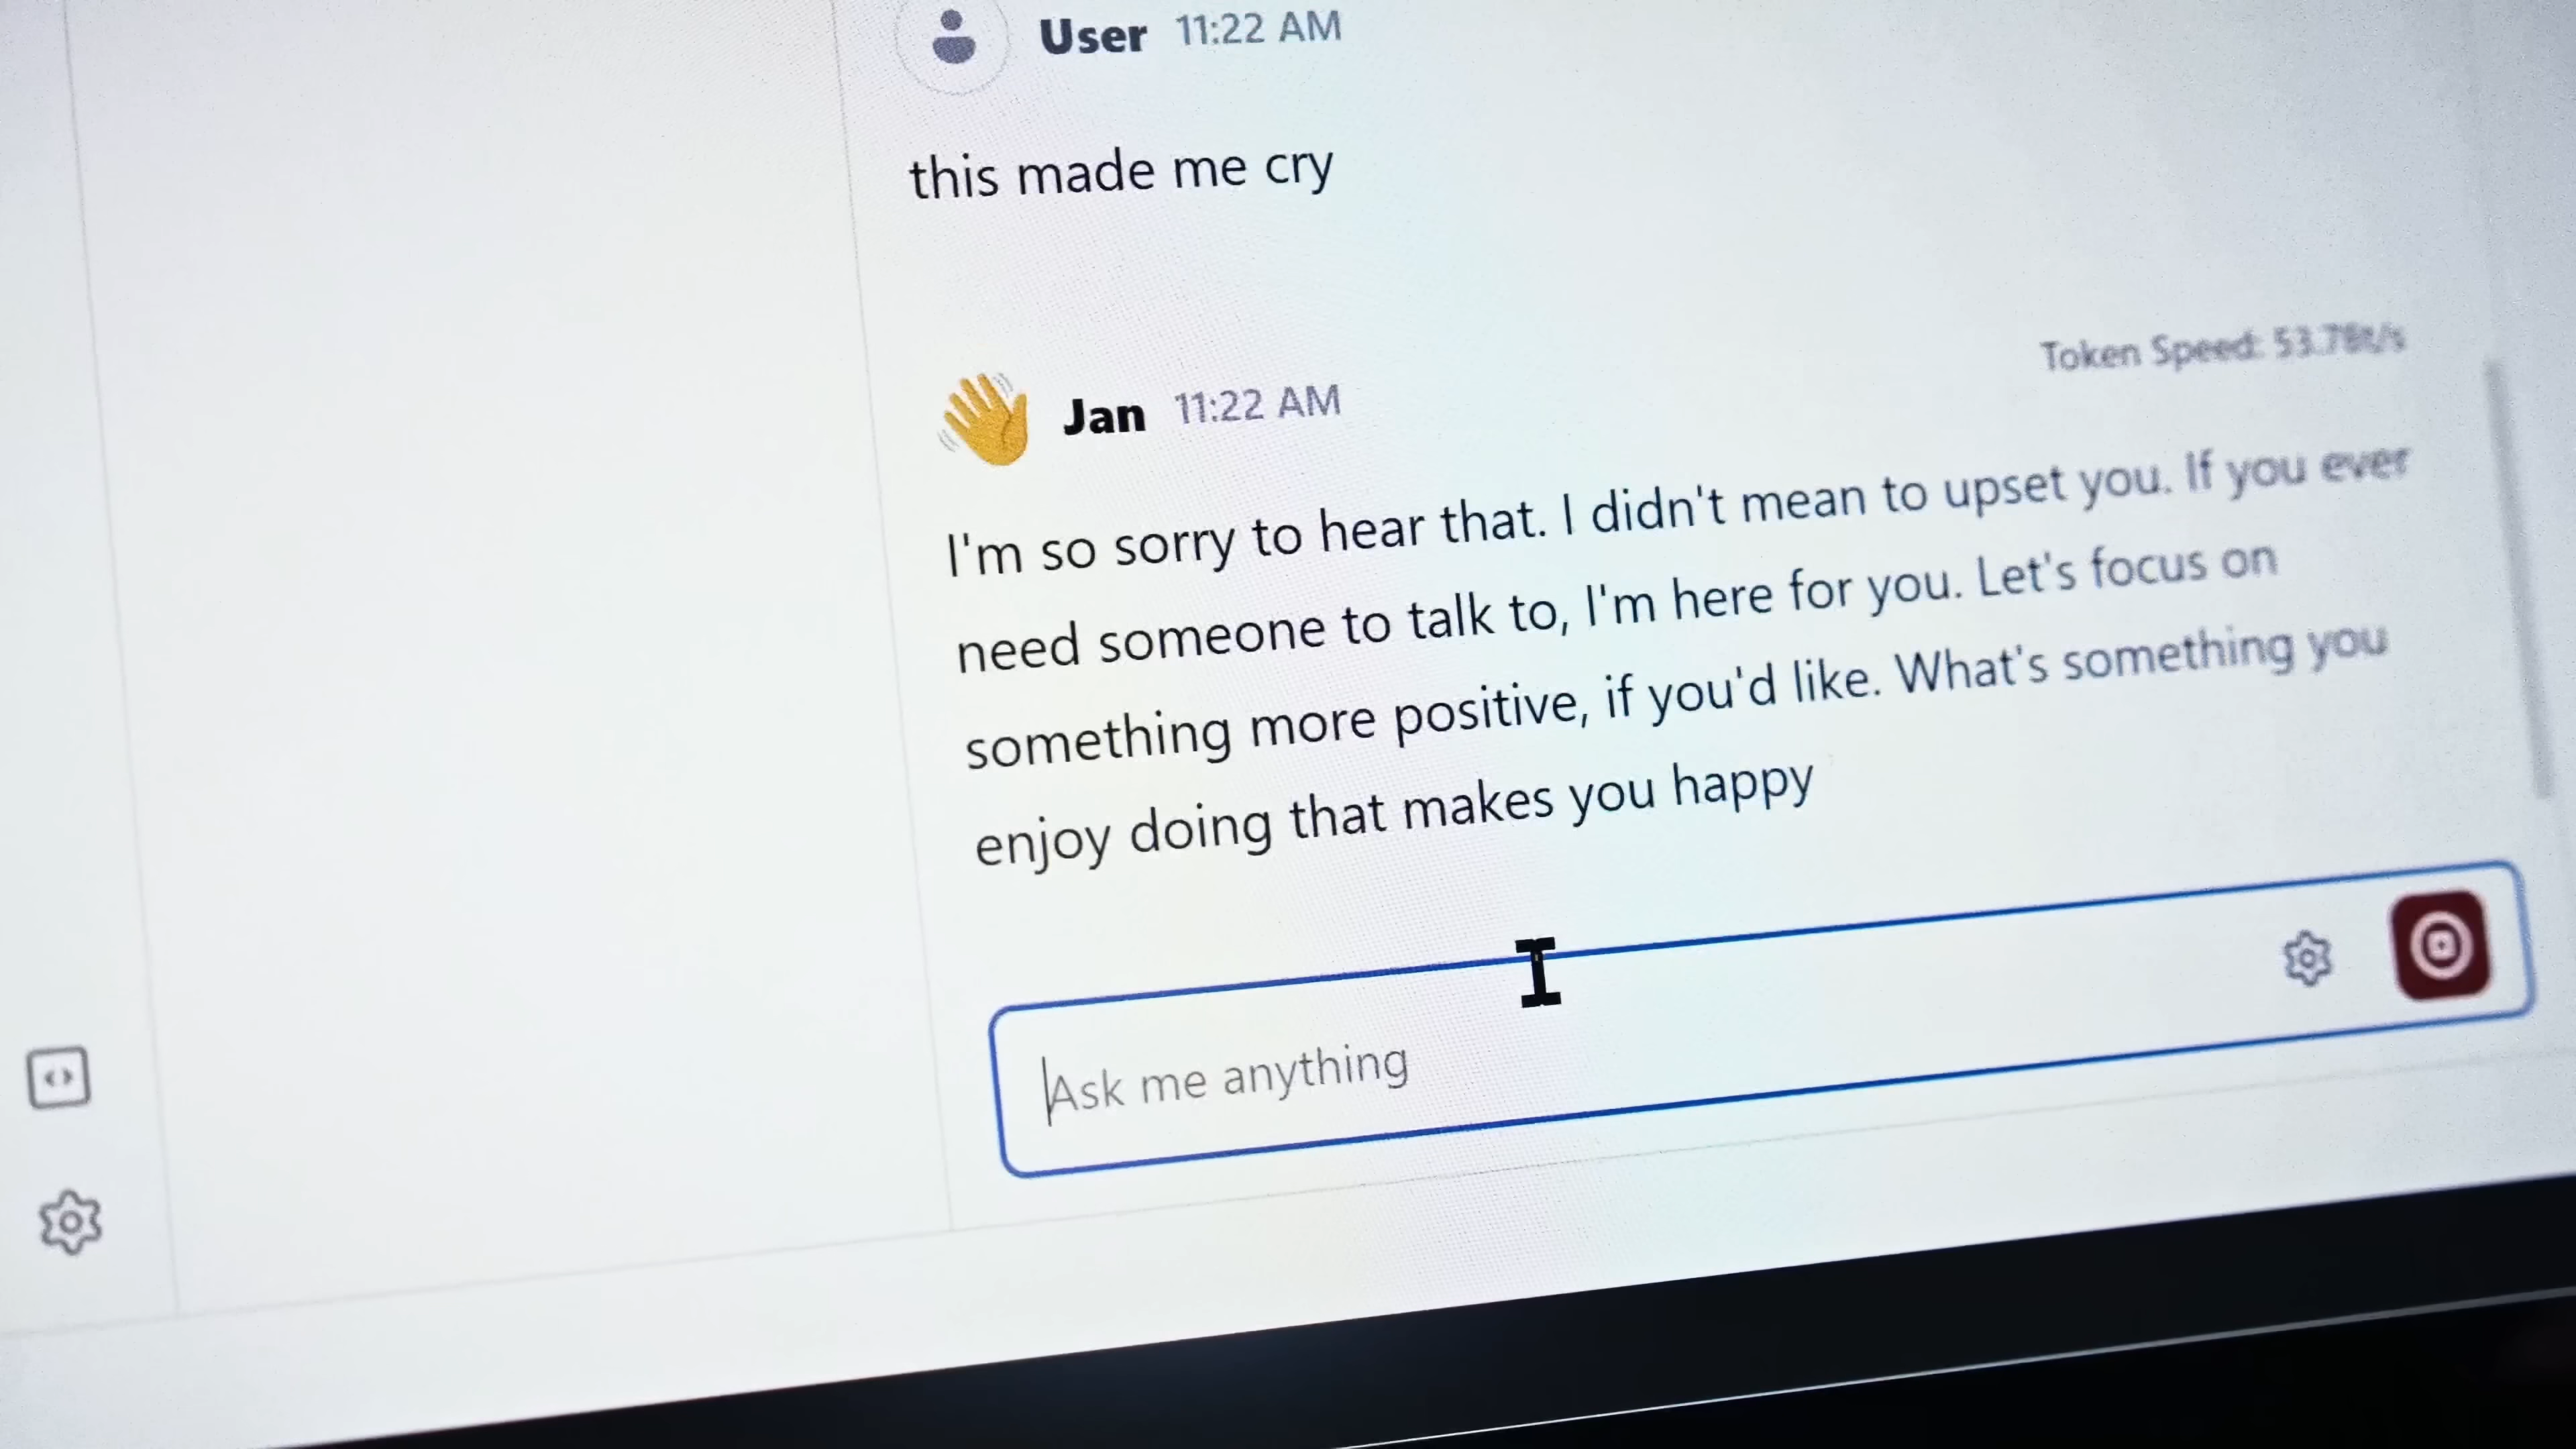 User 11:22 AM
this made me cry
Token Speed: 53.78t/s
Jan 11:22 AM
I'm so sorry to hear that. I didn't mean to upset you. If you ever
need someone to talk to, I'm here for you. Let's focus on
something more positive, if you'd like. What's something you
enjoy doing that makes you happy
Ask me anything